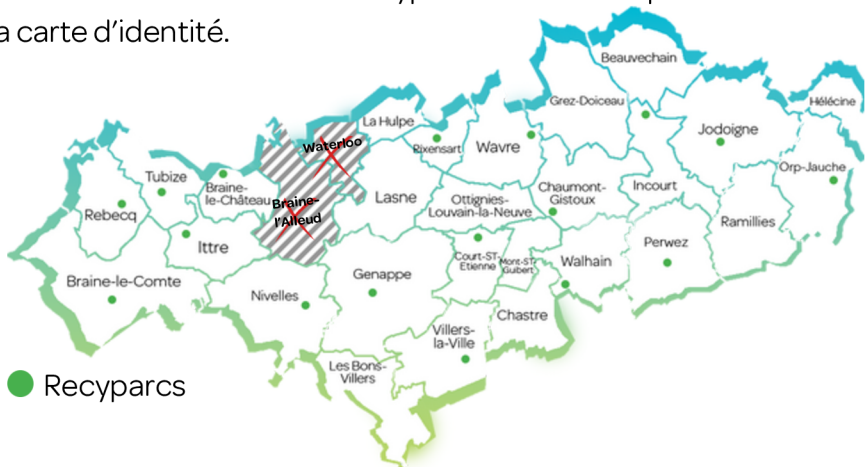 a carte d'identité.
Beauvechain
Grez-Doiceau
Hélécine
La Hulpe
Waterloo
Rixensart
Wavre
Jodoigne
Orp-Jauche
Tubize
Braine-
le-Château
Braine-
l'Alleud
Lasne
Ottignies-
Louvain-la-Neuve
Chaumont-
Gistoux
Incourt
Ramillies
Rebecq
Ittre
Perwez
Court-ST-
Etienne
Mont-ST-
Guibert
Walhain
Braine-le-Comte
Genappe
Nivelles
Chastre
Villers-
la-Ville
Les Bons-
Villers
Recyparcs